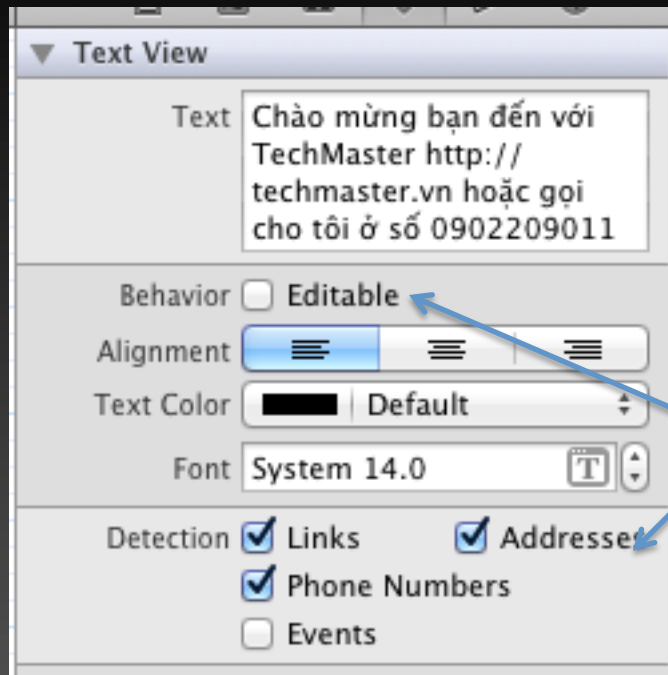 Text View
Text Chào mừng bạn đến với
TechMaster http://
techmaster.vn hoặc gọi
cho tôi ở số 0902209011
Behavior Editable
Alignment
Text Color Default
Font System 14.0 T
Detection Links Addresses
Phone Numbers
Events